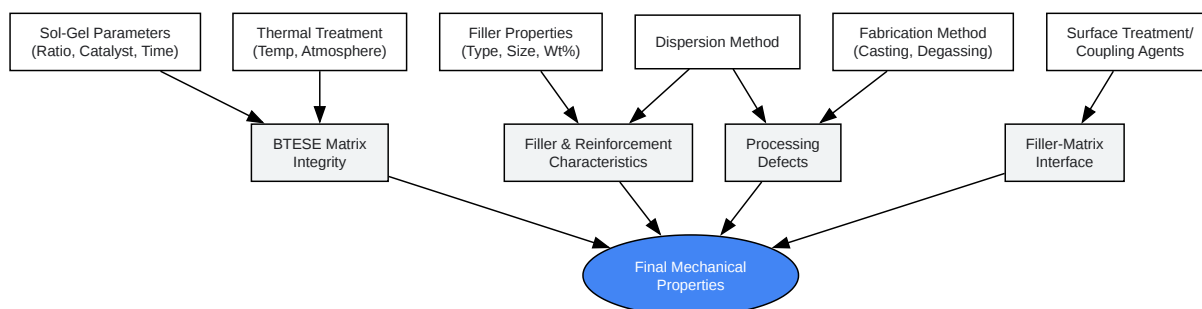 Sol-Gel Parameters
(Ratio, Catalyst, Time)
Thermal Treatment
(Temp, Atmosphere)
Filler Properties
(Type, Size, Wt%)
Dispersion Method
Fabrication Method
(Casting, Degassing)
Surface Treatment/
Coupling Agents
BTESE Matrix
Integrity
Filler & Reinforcement
Characteristics
Processing
Defects
Filler-Matrix
Interface
Final Mechanical
Properties